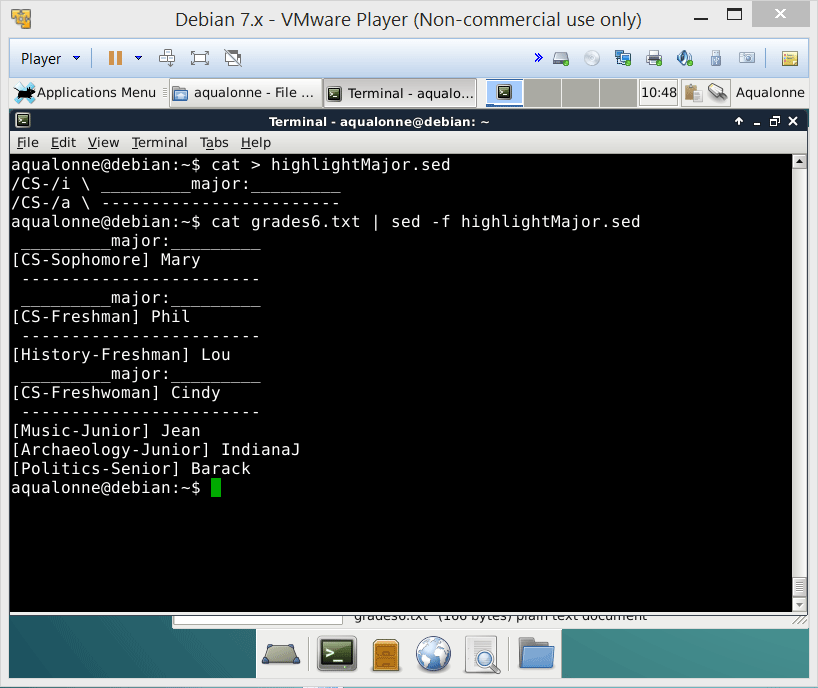 Debian 7.x - VMware Player (Non-commercial use only)
Player
Applications Menu
aqualonne - File ...
Terminal - aqualo...
10:48
Aqualonne
Terminal - aqualonne@debian: ~
File Edit View Terminal Tabs Help
aqualonne@debian:~$ cat > highlightMajor.sed
/CS-/i \ _________major:_________
/CS-/a \ ------------------------
aqualonne@debian:~$ cat grades6.txt | sed -f highlightMajor.sed
_________major:_________
[CS-Sophomore] Mary
------------------------
_________major:_________
[CS-Freshman] Phil
------------------------
[History-Freshman] Lou
_________major:_________
[CS-Freshwoman] Cindy
------------------------
[Music-Junior] Jean
[Archaeology-Junior] IndianaJ
[Politics-Senior] Barack
aqualonne@debian:~$
"grades6.txt" (166 bytes) plain text document